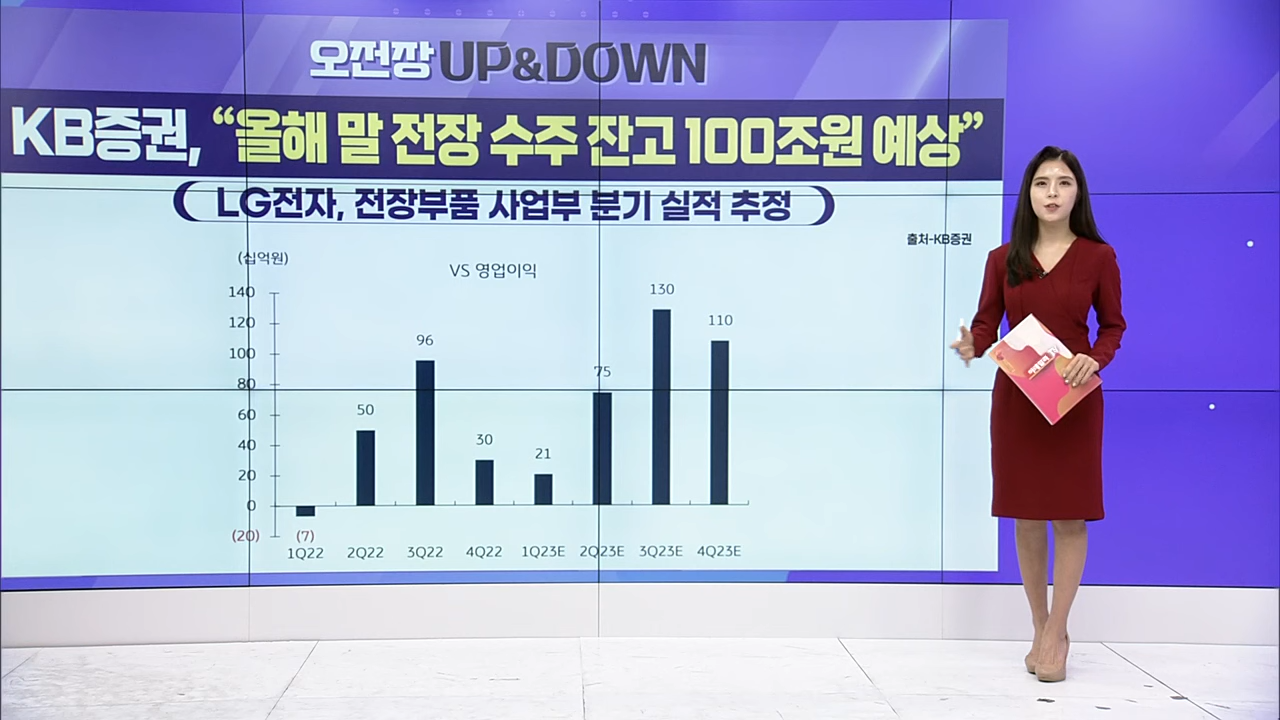 오전장 UP&DOWN
KB증권, “올해 말 전장 수주 잔고 100조원 예상”
LG전자, 전장부품 사업부 분기 실적 추정
출처-KB증권
(십억원)
VS 영업이익
140
120
100
80
60
40
20
0
(20)
(7)
50
96
30
21
75
130
110
1Q22 2Q22 3Q22 4Q22 1Q23E 2Q23E 3Q23E 4Q23E